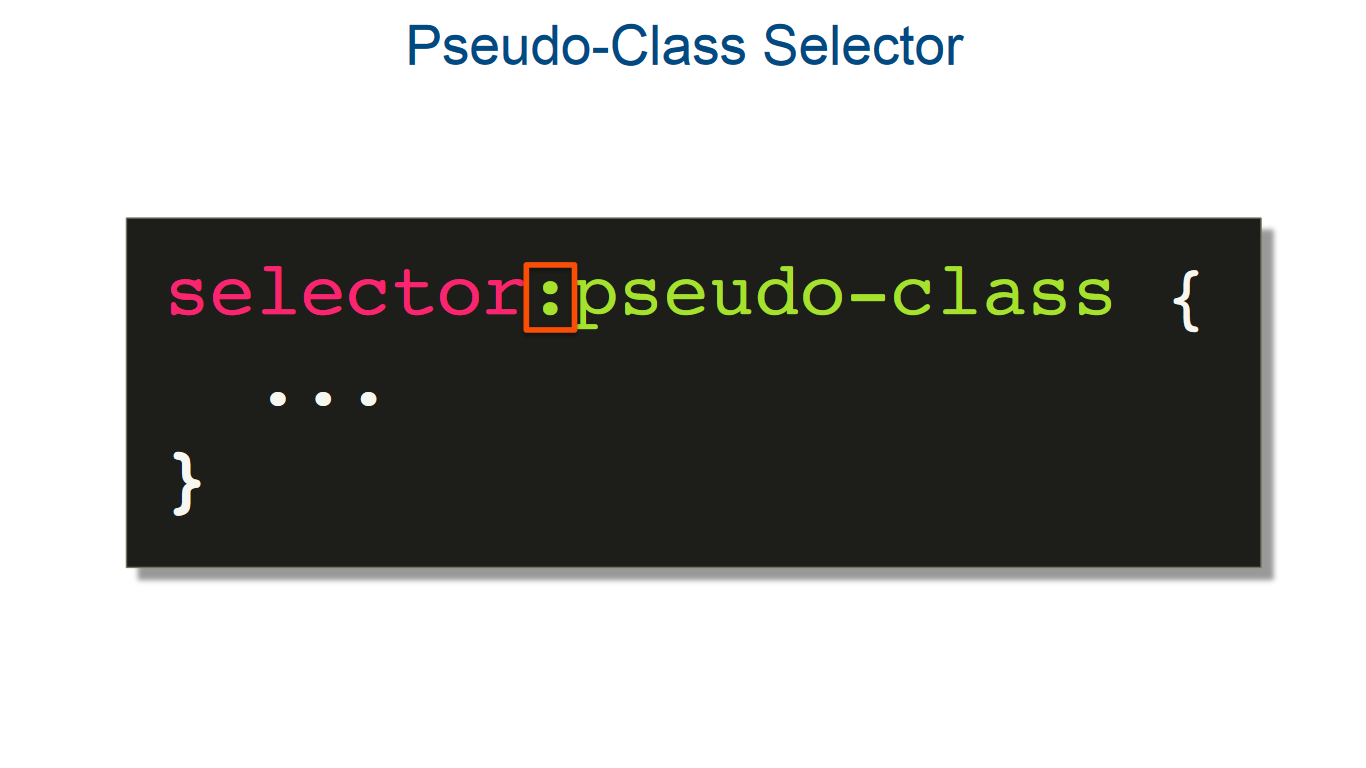 Pseudo-Class Selector
selector:pseudo-class {
...
}